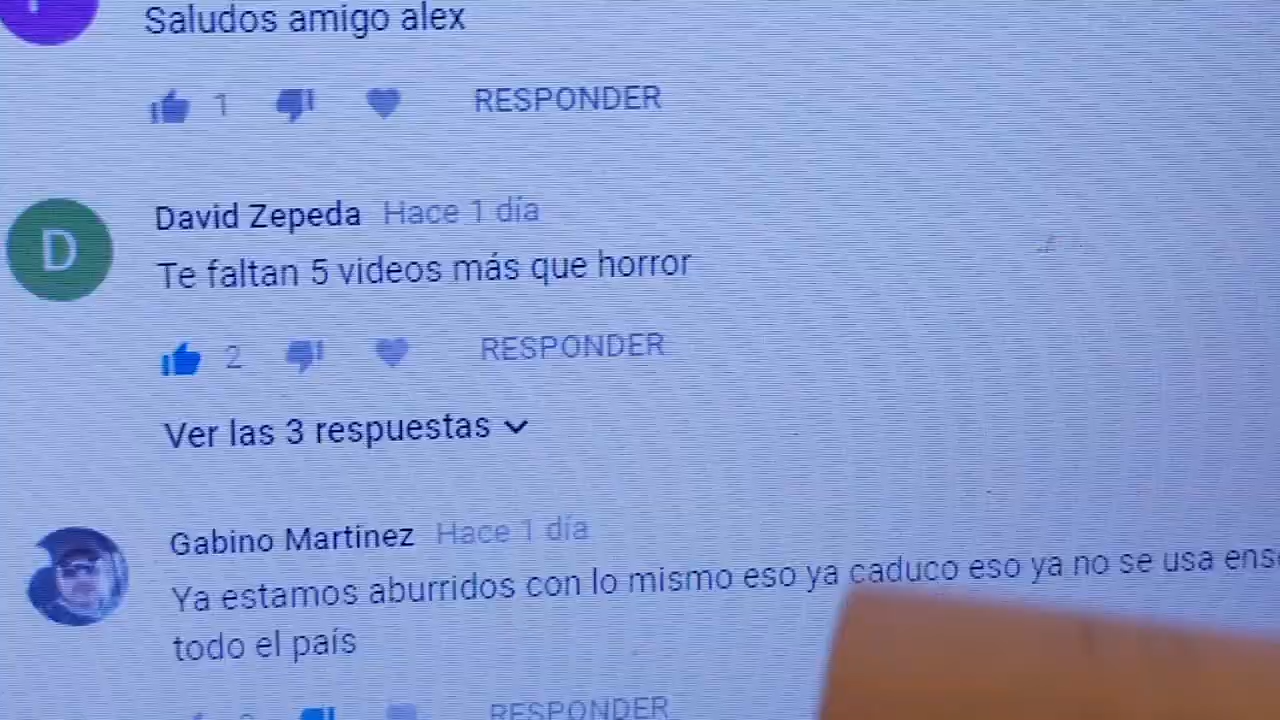 Saludos amigo alex
1 RESPONDER
David Zepeda Hace 1 día
D
Te faltan 5 videos más que horror
2 RESPONDER
Ver las 3 respuestas
Gabino Martinez Hace 1 día
Ya estamos aburridos con lo mismo eso ya caduco eso ya no se usa
todo el país
RESPONDER